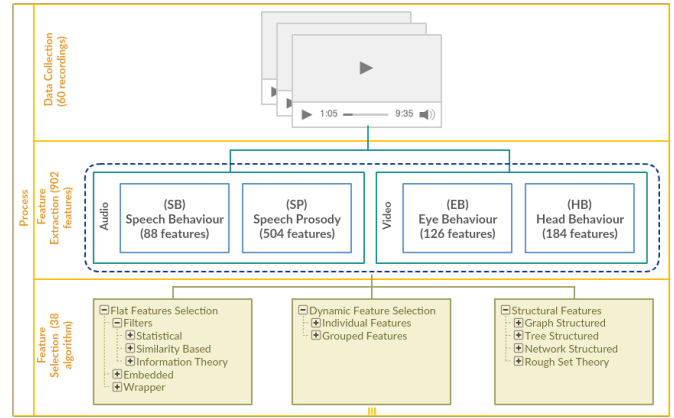 Process
Data Collection
(60 recordings)
1:05
9:35
Feature
Extraction (902
features)
Audio
(SB)
Speech Behaviour
(88 features)
(SP)
Speech Prosody
(504 features)
Video
(EB)
Eye Behaviour
(126 features)
(HB)
Head Behaviour
(184 features)
Feature
Selection (38
algorithm)
Flat Features Selection
Filters
Statistical
Similarity Based
Information Theory
Embedded
Wrapper
Dynamic Feature Selection
Individual Features
Grouped Features
Structural Features
Graph Structured
Tree Structured
Network Structured
Rough Set Theory